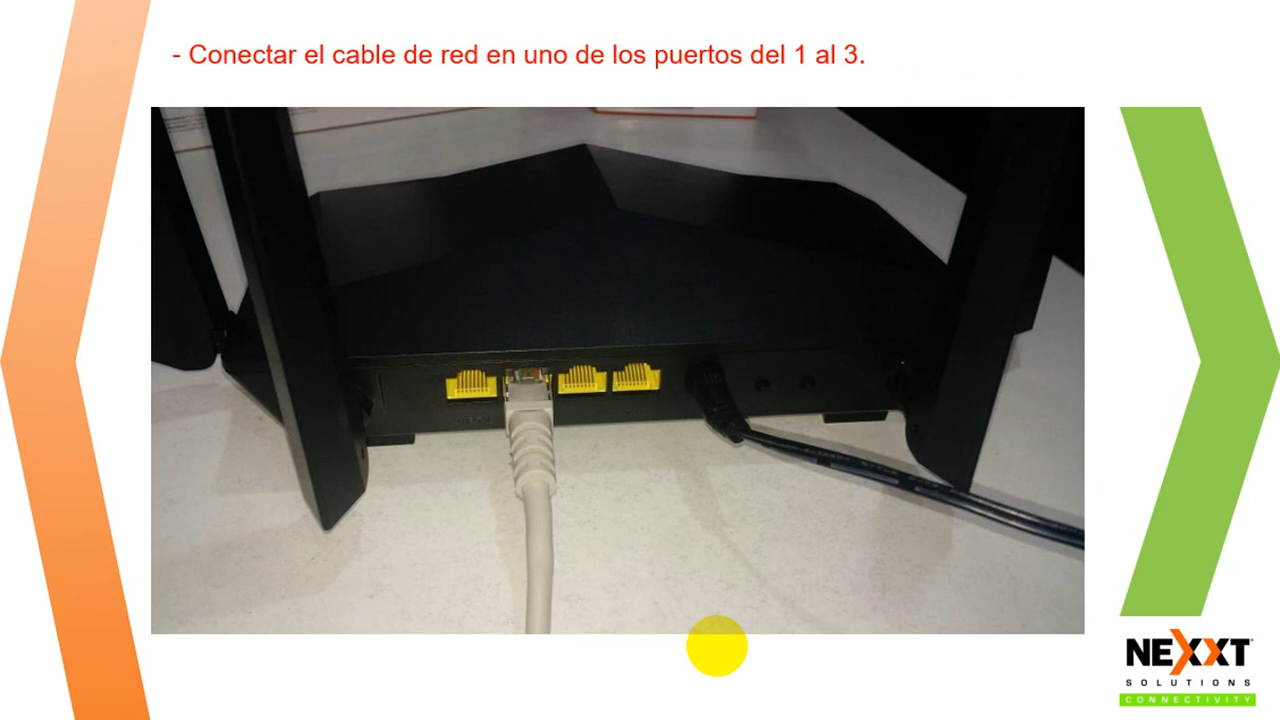 - Conectar el cable de red en uno de los puertos del 1 al 3.
NEXXT
SOLUTIONS
CONNECTIVITY